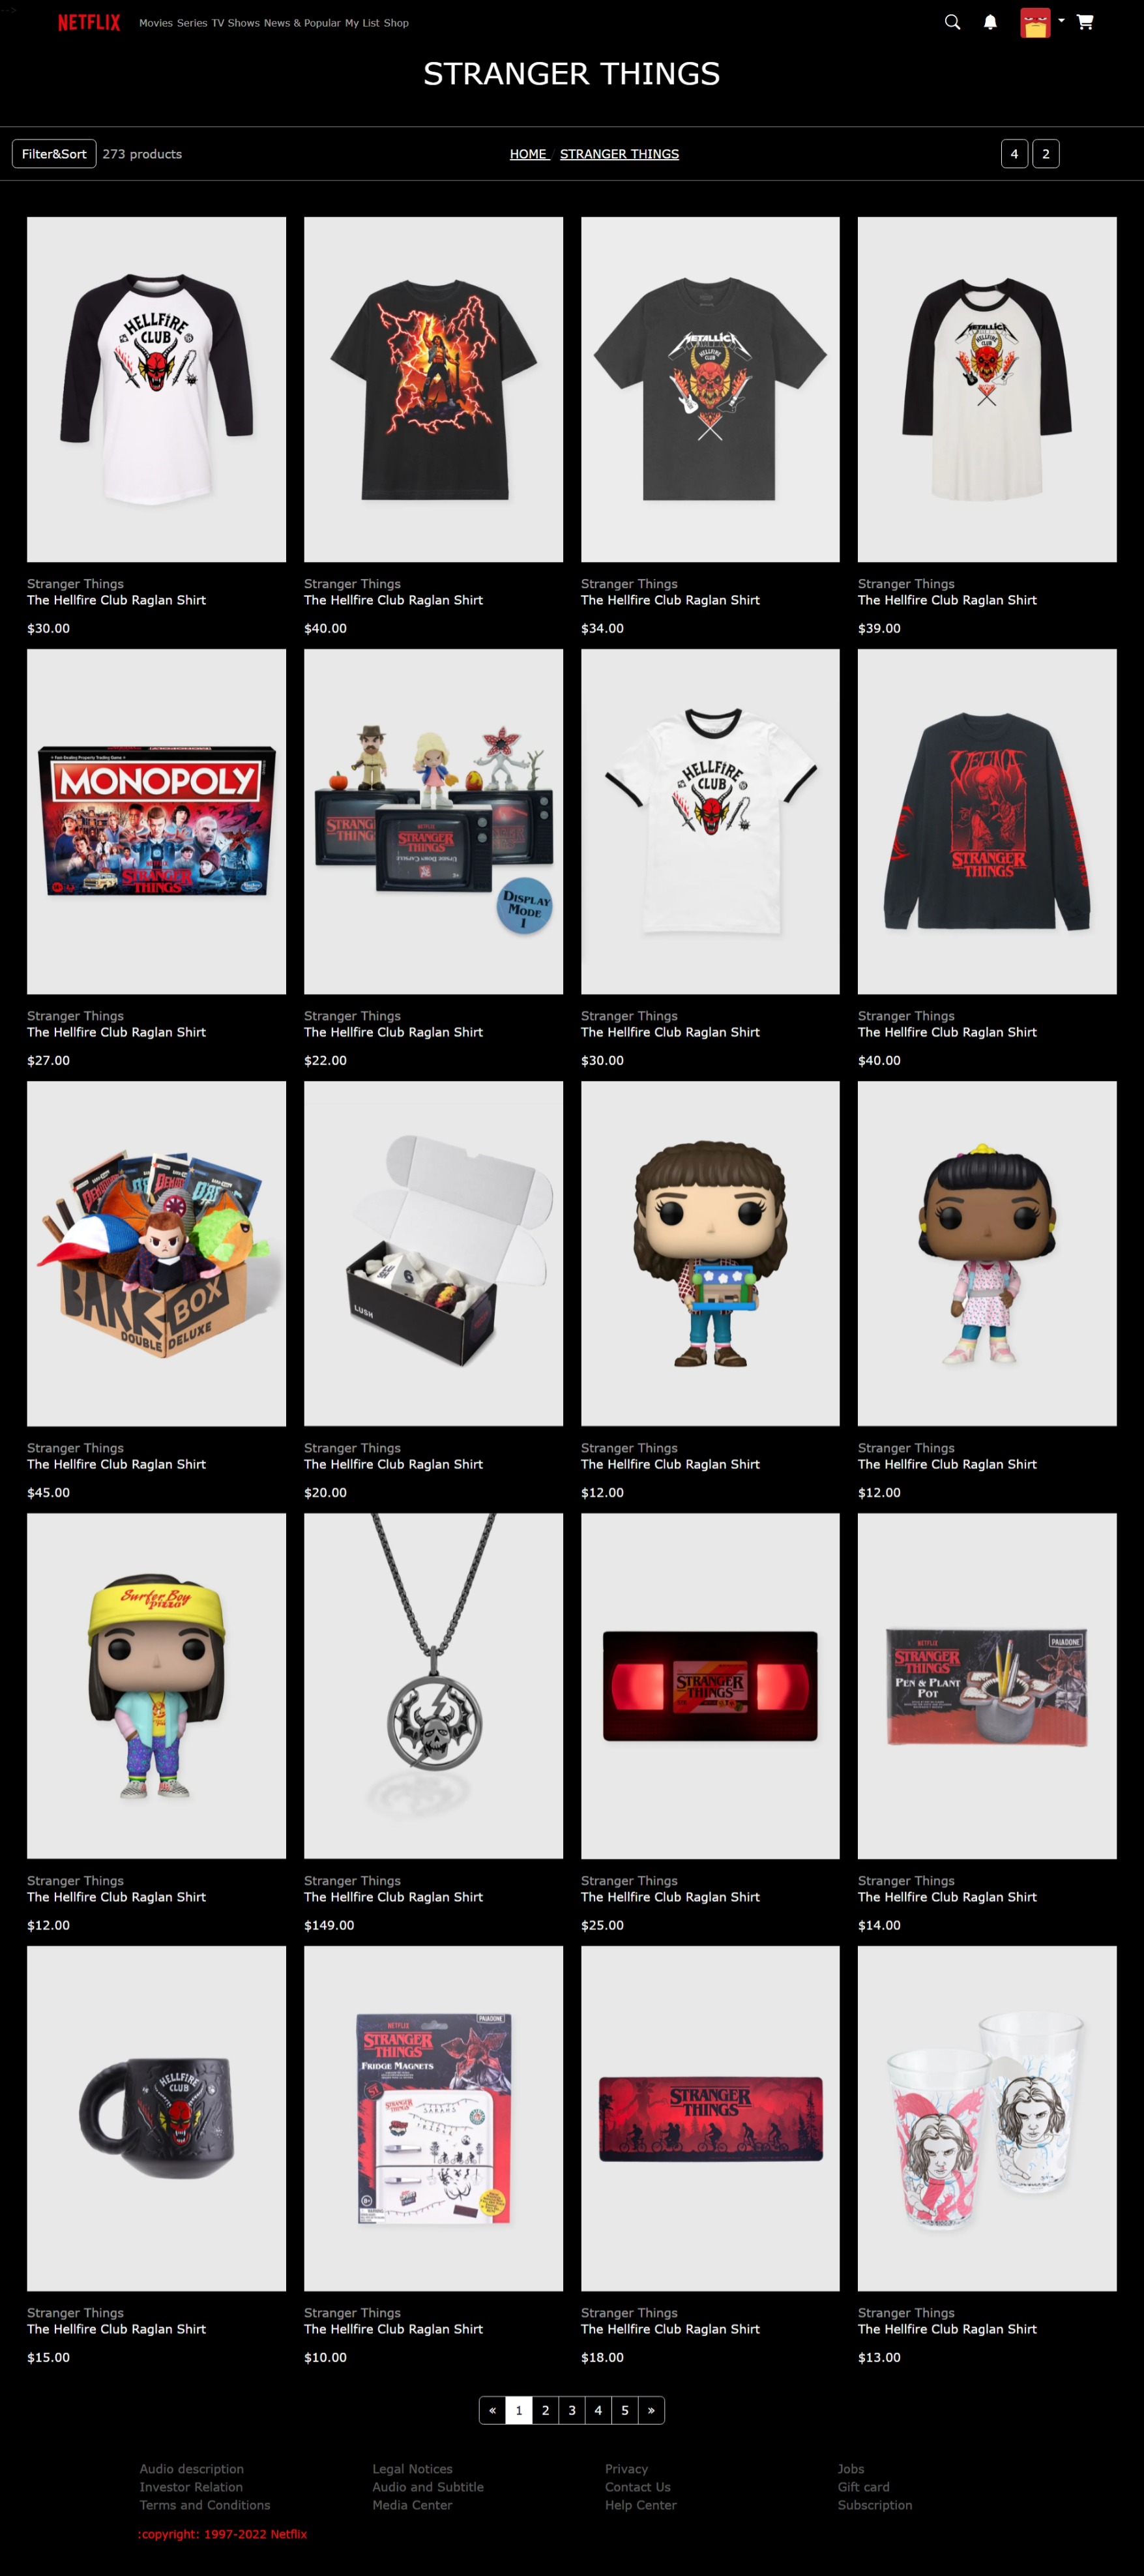 -->
NETFLIX
Movies Series TV Shows News & Popular My List Shop
STRANGER THINGS
Filter&Sort
273 products
HOME / STRANGER THINGS
4 2
HELLFIRE
CLUB
METALLICA
HELLFIRE
CLUB
METALLICA
HELLFIRE
CLUB
Stranger Things
The Hellfire Club Raglan Shirt
$30.00
Stranger Things
The Hellfire Club Raglan Shirt
$40.00
Stranger Things
The Hellfire Club Raglan Shirt
$34.00
Stranger Things
The Hellfire Club Raglan Shirt
$39.00
MONOPOLY
STRANGER
THINGS
NETFLIX
STRANGER
THINGS
DISPLAY
MODE
1
HELLFIRE
CLUB
VECNA
STRANGER
THINGS
Stranger Things
The Hellfire Club Raglan Shirt
$27.00
Stranger Things
The Hellfire Club Raglan Shirt
$22.00
Stranger Things
The Hellfire Club Raglan Shirt
$30.00
Stranger Things
The Hellfire Club Raglan Shirt
$40.00
BARK BOX
DOUBLE DELUXE
LUSH
Stranger Things
The Hellfire Club Raglan Shirt
$45.00
Stranger Things
The Hellfire Club Raglan Shirt
$20.00
Stranger Things
The Hellfire Club Raglan Shirt
$12.00
Stranger Things
The Hellfire Club Raglan Shirt
$12.00
Surfer Boy
pizza
STRANGER
THINGS
NETFLIX
STRANGER
THINGS
PEN & PLANT
POT
PALADONE
Stranger Things
The Hellfire Club Raglan Shirt
$12.00
Stranger Things
The Hellfire Club Raglan Shirt
$149.00
Stranger Things
The Hellfire Club Raglan Shirt
$25.00
Stranger Things
The Hellfire Club Raglan Shirt
$14.00
HELLFIRE
CLUB
PALADONE
NETFLIX
STRANGER
THINGS
FRIDGE MAGNETS
STRANGER
THINGS
Stranger Things
The Hellfire Club Raglan Shirt
$15.00
Stranger Things
The Hellfire Club Raglan Shirt
$10.00
Stranger Things
The Hellfire Club Raglan Shirt
$18.00
Stranger Things
The Hellfire Club Raglan Shirt
$13.00
« 1 2 3 4 5 »
Audio description
Investor Relation
Terms and Conditions
Legal Notices
Audio and Subtitle
Media Center
Privacy
Contact Us
Help Center
Jobs
Gift card
Subscription
:copyright: 1997-2022 Netflix